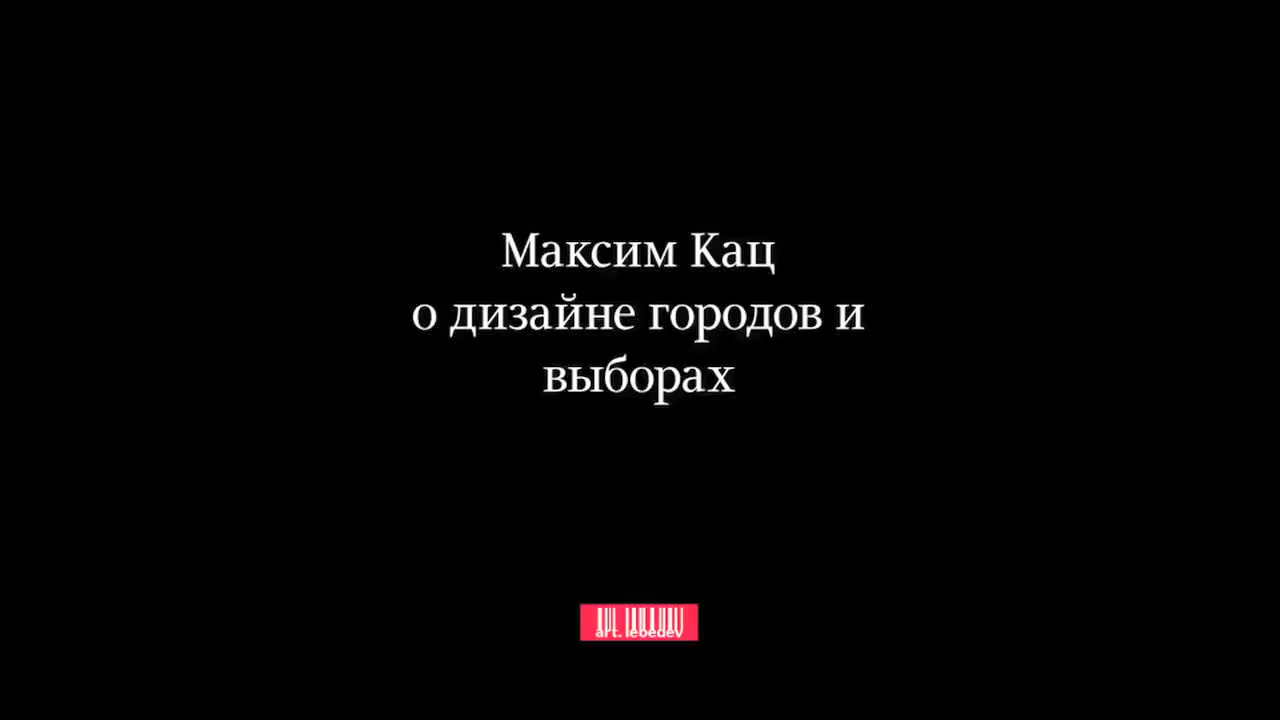 Максим Кац
о дизайне городов и
выборах
art. lebedev